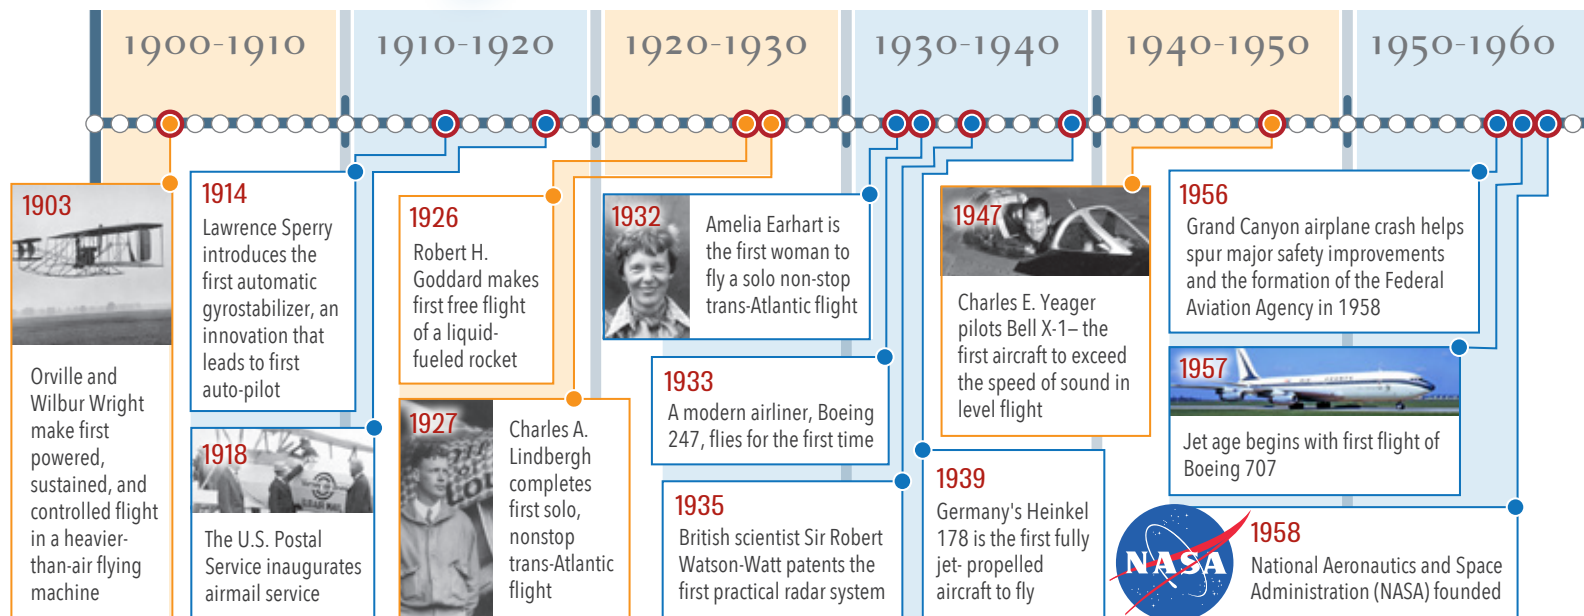 1900-1910
1910-1920
1920-1930
1930-1940
1940-1950
1950-1960
1903
Orville and
Wilbur Wright
make first
powered,
sustained, and
controlled flight
in a heavier-
than-air flying
machine
1914
Lawrence Sperry
introduces the
first automatic
gyrostabilizer, an
innovation that
leads to first
auto-pilot
1918
The U.S. Postal
Service inaugurates
airmail service
1926
Robert H.
Goddard makes
first free flight
of a liquid-
fueled rocket
1927
Charles A.
Lindbergh
completes
first solo,
nonstop
trans-Atlantic
flight
1932
Amelia Earhart is
the first woman to
fly a solo non-stop
trans-Atlantic flight
1933
A modern airliner, Boeing
247, flies for the first time
1935
British scientist Sir Robert
Watson-Watt patents the
first practical radar system
1939
Germany's Heinkel
178 is the first fully
jet- propelled
aircraft to fly
1947
Charles E. Yeager
pilots Bell X-1– the
first aircraft to exceed
the speed of sound in
level flight
1956
Grand Canyon airplane crash helps
spur major safety improvements
and the formation of the Federal
Aviation Agency in 1958
1957
Jet age begins with first flight of
Boeing 707
NASA
1958
National Aeronautics and Space
Administration (NASA) founded